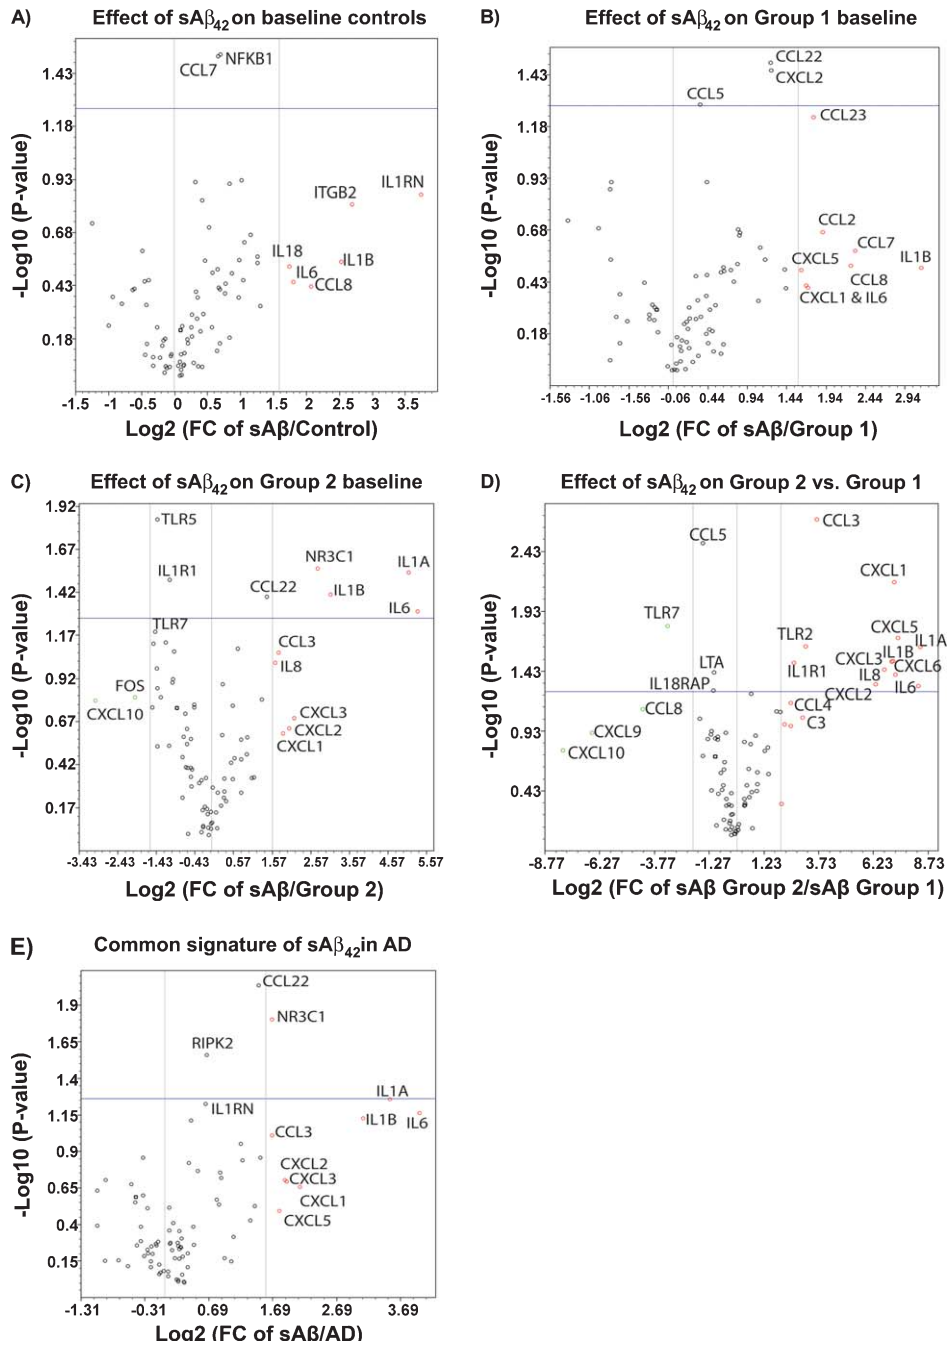 A) Effect of sAβ42 on baseline controls
-Log10 (P-value)
1.43
1.18
0.93
0.68
0.43
0.18
NFKB1
CCL7
IL1RN
ITGB2
IL18
IL1B
IL6
CCL8
-1.5 -1 -0.5 0 0.5 1 1.5 2 2.5 3 3.5
Log2 (FC of sAβ/Control)
B) Effect of sAβ42 on Group 1 baseline
-Log10 (P-value)
1.43
1.18
0.93
0.68
0.43
0.18
CCL22
CXCL2
CCL5
CCL23
CCL2
CCL7
CXCL5
IL1B
CCL8
CXCL1 & IL6
-1.56 -1.06 -0.56 -0.06 0.44 0.94 1.44 1.94 2.44 2.94
Log2 (FC of sAβ/Group 1)
C) Effect of sAβ42 on Group 2 baseline
-Log10 (P-value)
1.92
1.67
1.42
1.17
0.92
0.67
0.42
0.17
TLR5
NR3C1
IL1A
IL1R1
CCL22
IL1B
IL6
TLR7
CCL3
IL8
FOS
CXCL10
CXCL3
CXCL2
CXCL1
-3.43 -2.43 -1.43 -0.43 0.57 1.57 2.57 3.57 4.57 5.57
Log2 (FC of sAβ/Group 2)
D) Effect of sAβ42 on Group 2 vs. Group 1
-Log10 (P-value)
2.43
1.93
1.43
0.93
0.43
CCL3
CCL5
CXCL1
TLR7
CXCL5
TLR2
IL1A
IL1B
CXCL3
LTA
IL1R1
CXCL6
IL8
IL18RAP
IL6
CXCL2
CCL4
CCL8
C3
CXCL9
CXCL10
-8.77 -6.27 -3.77 -1.27 1.23 3.73 6.23 8.73
Log2 (FC of sAβ Group 2/sAβ Group 1)
E) Common signature of sAβ42 in AD
-Log10 (P-value)
1.9
1.65
1.4
1.15
0.9
0.65
0.4
0.15
CCL22
NR3C1
RIPK2
IL1A
IL1RN
IL1B
IL6
CCL3
CXCL2
CXCL3
CXCL1
CXCL5
-1.31 -0.31 0.69 1.69 2.69 3.69
Log2 (FC of sAβ/AD)